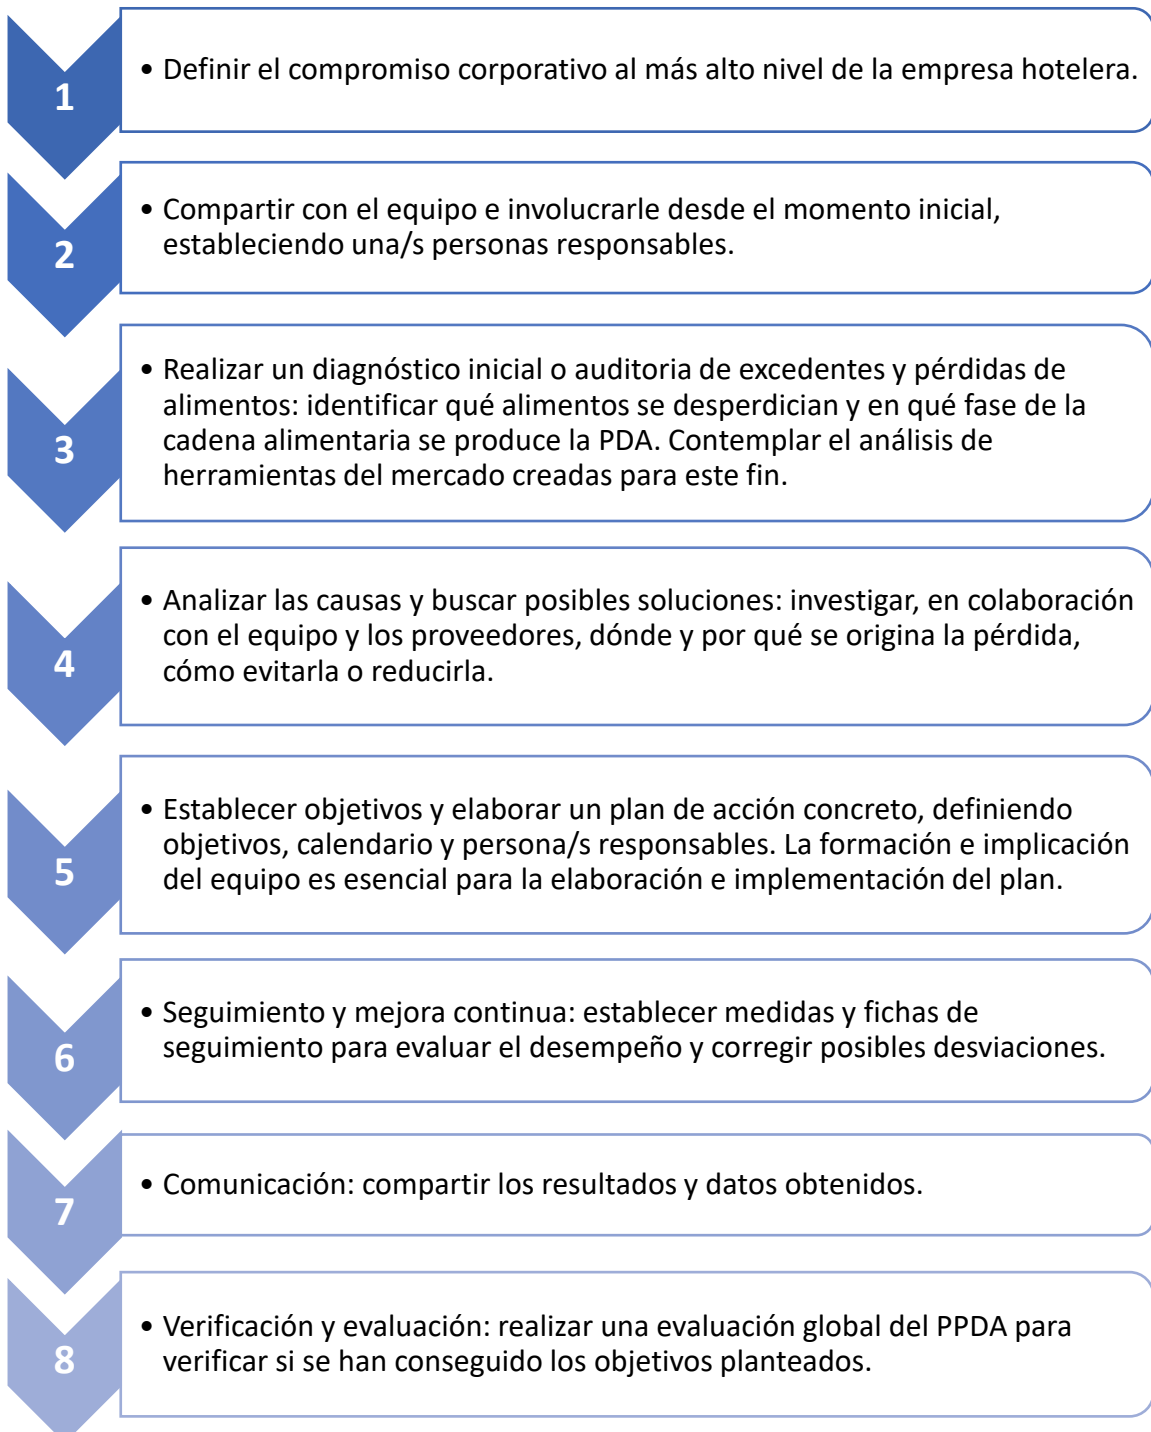 1
• Definir el compromiso corporativo al más alto nivel de la empresa hotelera.
2
• Compartir con el equipo e involucrarle desde el momento inicial,
estableciendo una/s personas responsables.
3
• Realizar un diagnóstico inicial o auditoria de excedentes y pérdidas de
alimentos: identificar qué alimentos se desperdician y en qué fase de la
cadena alimentaria se produce la PDA. Contemplar el análisis de
herramientas del mercado creadas para este fin.
4
• Analizar las causas y buscar posibles soluciones: investigar, en colaboración
con el equipo y los proveedores, dónde y por qué se origina la pérdida,
cómo evitarla o reducirla.
5
• Establecer objetivos y elaborar un plan de acción concreto, definiendo
objetivos, calendario y persona/s responsables. La formación e implicación
del equipo es esencial para la elaboración e implementación del plan.
6
• Seguimiento y mejora continua: establecer medidas y fichas de
seguimiento para evaluar el desempeño y corregir posibles desviaciones.
7
• Comunicación: compartir los resultados y datos obtenidos.
8
• Verificación y evaluación: realizar una evaluación global del PPDA para
verificar si se han conseguido los objetivos planteados.